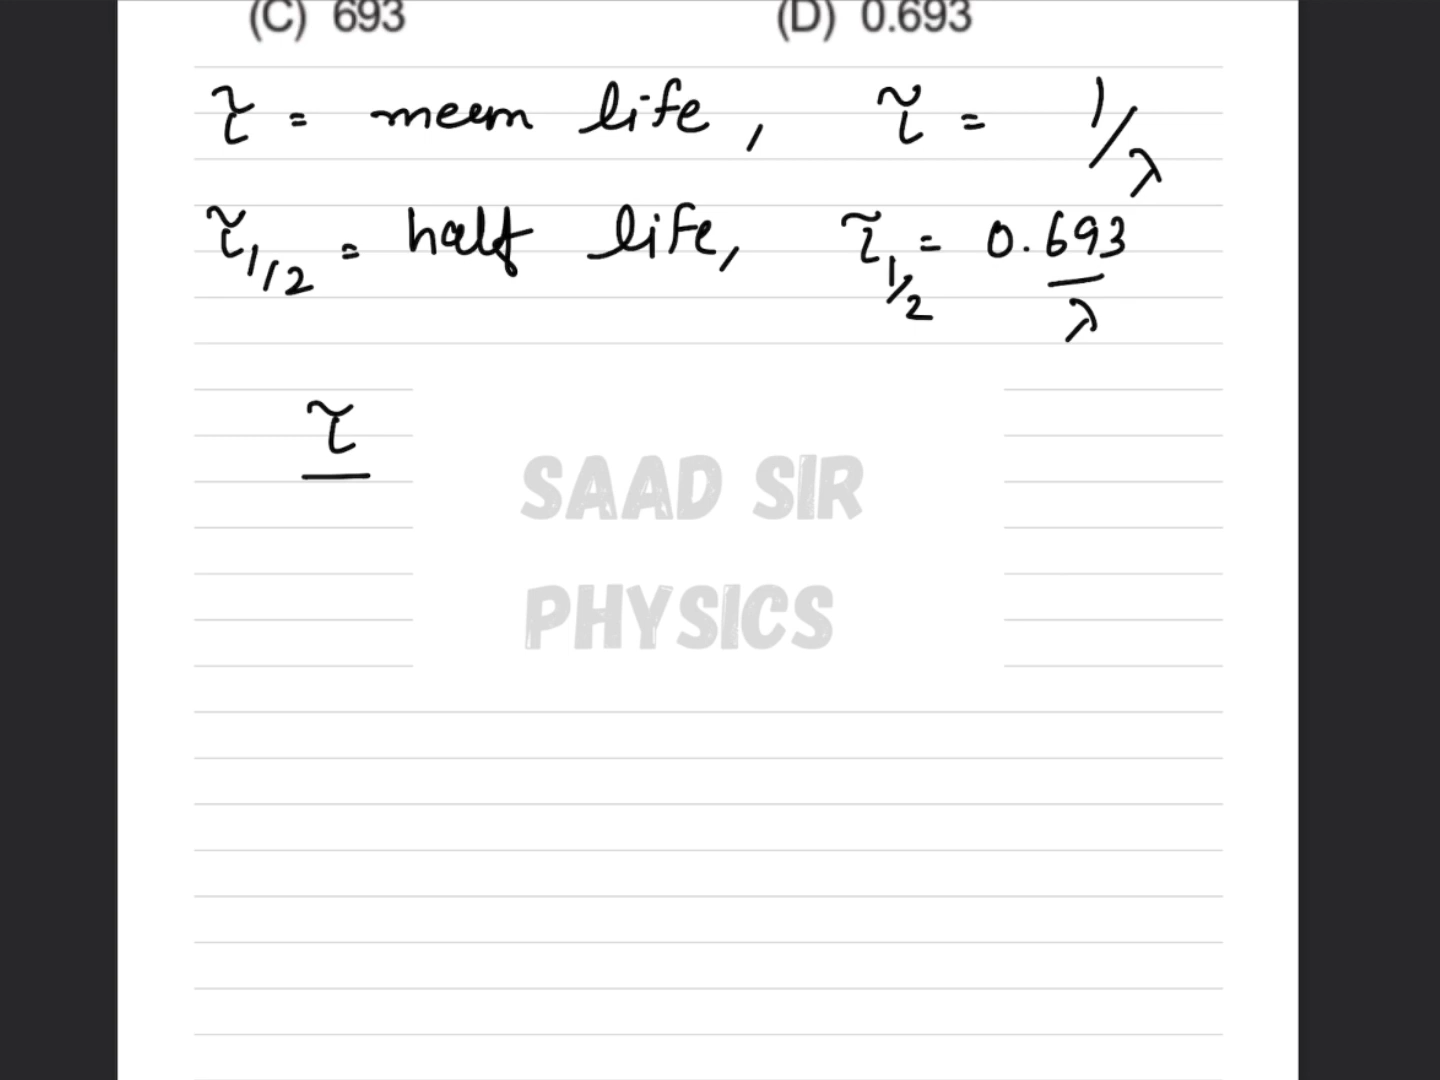 (C) 693 (D) 0.693
τ = meem life, τ = 1/λ
τ1/2 = half life, τ1/2 = 0.693/λ
τ
SAAD SIR
PHYSICS